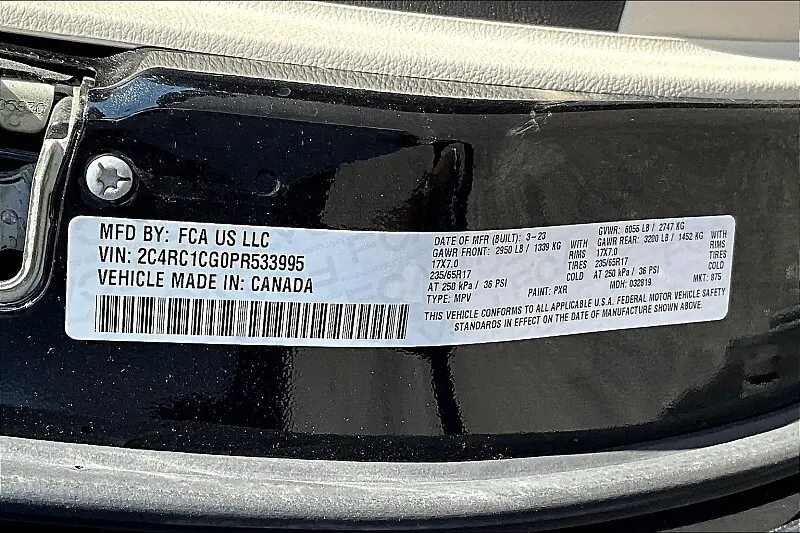 MFD BY: FCA US LLC
VIN: 2C4RC1CG0PR533995
VEHICLE MADE IN: CANADA
DATE OF MFR (BUILT): 3-23 GVWR: 6055 LB / 2747 KG
GAWR FRONT: 2950 LB / 1339 KG WITH GAWR REAR: 3200 LB / 1452 KG WITH
17X7.0 RIMS 17X7.0 RIMS
235/65R17 TIRES 235/65R17 TIRES
AT 250 kPa / 36 PSI COLD AT 250 kPa / 36 PSI COLD
TYPE: MPV PAINT: PXR MDH: 032819 MKT: 875
THIS VEHICLE CONFORMS TO ALL APPLICABLE U.S.A. FEDERAL MOTOR VEHICLE SAFETY
STANDARDS IN EFFECT ON THE DATE OF MANUFACTURE SHOWN ABOVE.